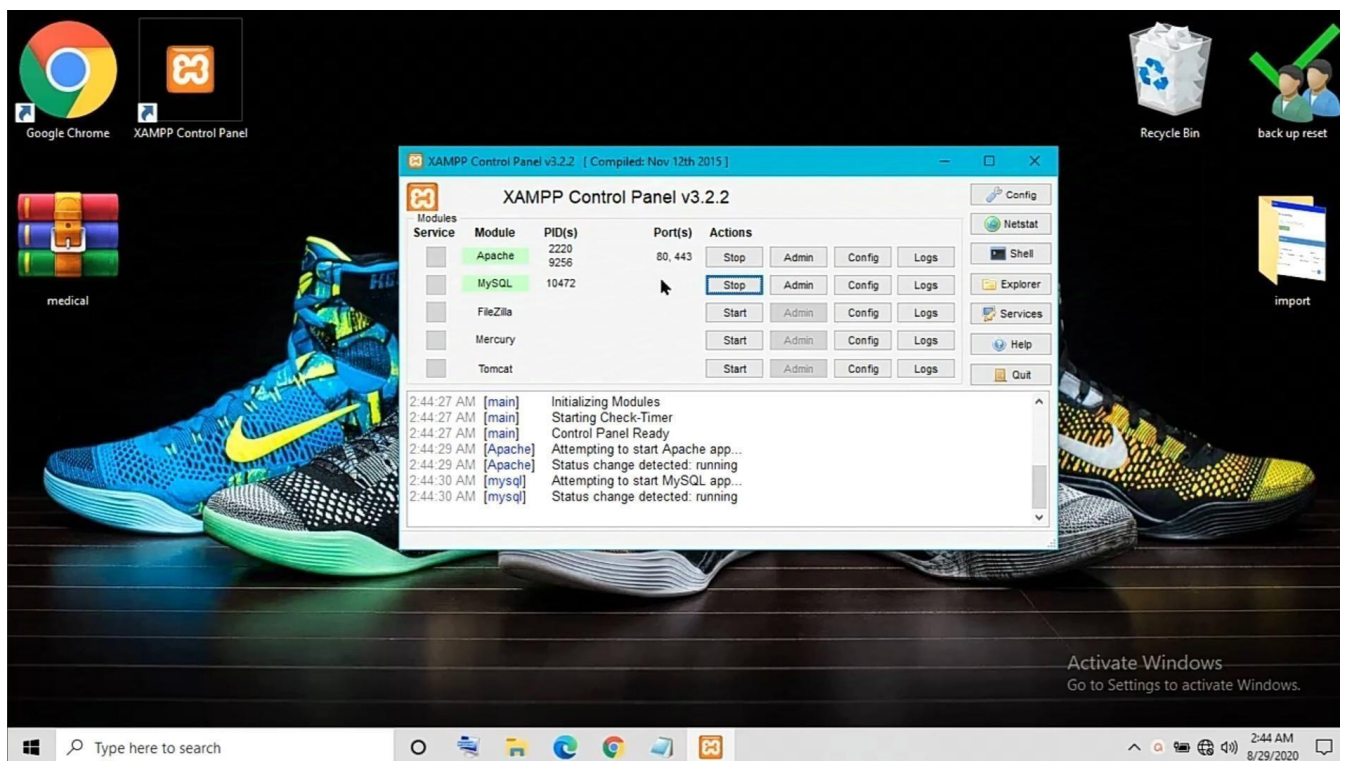 Google Chrome
XAMPP Control Panel
Recycle Bin
back up reset
medical
import
XAMPP Control Panel v3.2.2 [ Compiled: Nov 12th 2015 ]
XAMPP Control Panel v3.2.2
Config
Netstat
Shell
Explorer
Services
Help
Quit
Modules
Service Module PID(s) Port(s) Actions
Apache 2220 80, 443 Stop Admin Config Logs
9256
MySQL 10472 Stop Admin Config Logs
FileZilla Start Admin Config Logs
Mercury Start Admin Config Logs
Tomcat Start Admin Config Logs
2:44:27 AM [main] Initializing Modules
2:44:27 AM [main] Starting Check-Timer
2:44:27 AM [main] Control Panel Ready
2:44:29 AM [Apache] Attempting to start Apache app...
2:44:29 AM [Apache] Status change detected: running
2:44:30 AM [mysql] Attempting to start MySQL app...
2:44:30 AM [mysql] Status change detected: running
Activate Windows
Go to Settings to activate Windows.
Type here to search
2:44 AM
8/29/2020